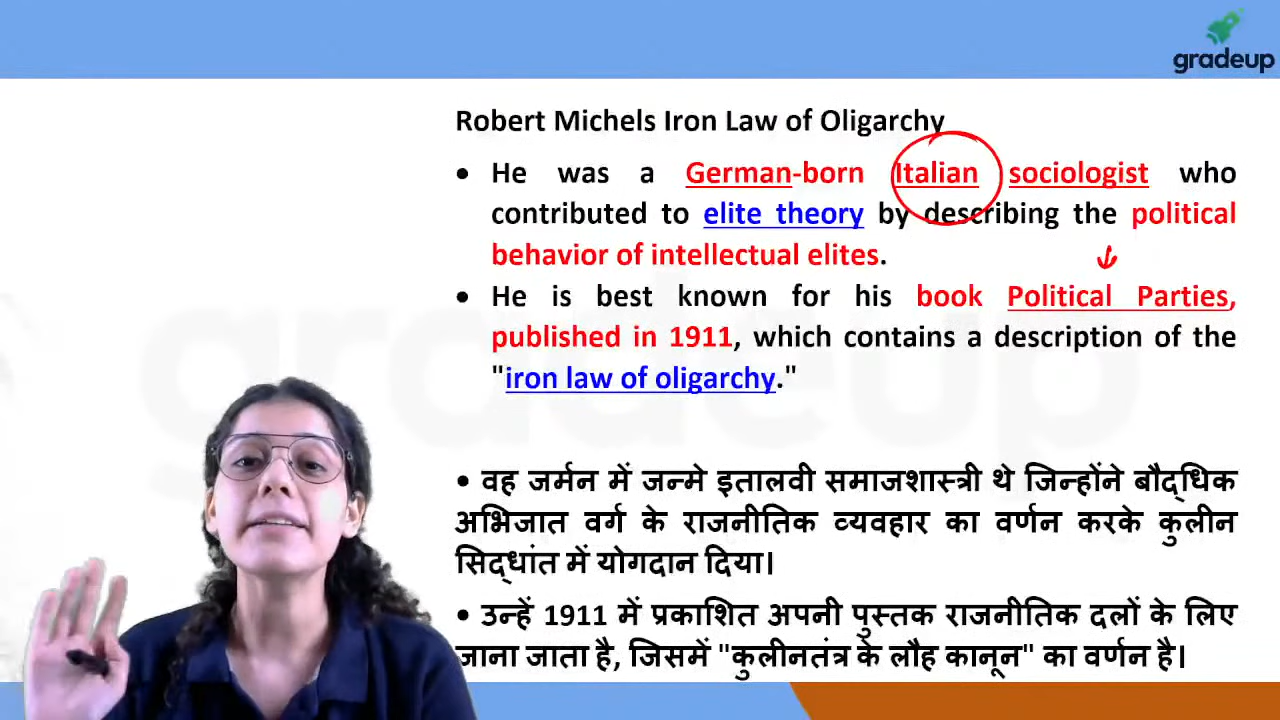 gradeup
Robert Michels Iron Law of Oligarchy
• He was a German-born Italian sociologist who
contributed to elite theory by describing the political
behavior of intellectual elites.
• He is best known for his book Political Parties,
published in 1911, which contains a description of the
"iron law of oligarchy."
• वह जर्मन में जन्मे इतालवी समाजशास्त्री थे जिन्होंने बौद्धिक
अभिजात वर्ग के राजनीतिक व्यवहार का वर्णन करके कुलीन
सिद्धांत में योगदान दिया।
• उन्हें 1911 में प्रकाशित अपनी पुस्तक राजनीतिक दलों के लिए
जाना जाता है, जिसमें "कुलीनतंत्र के लौह कानून" का वर्णन है।